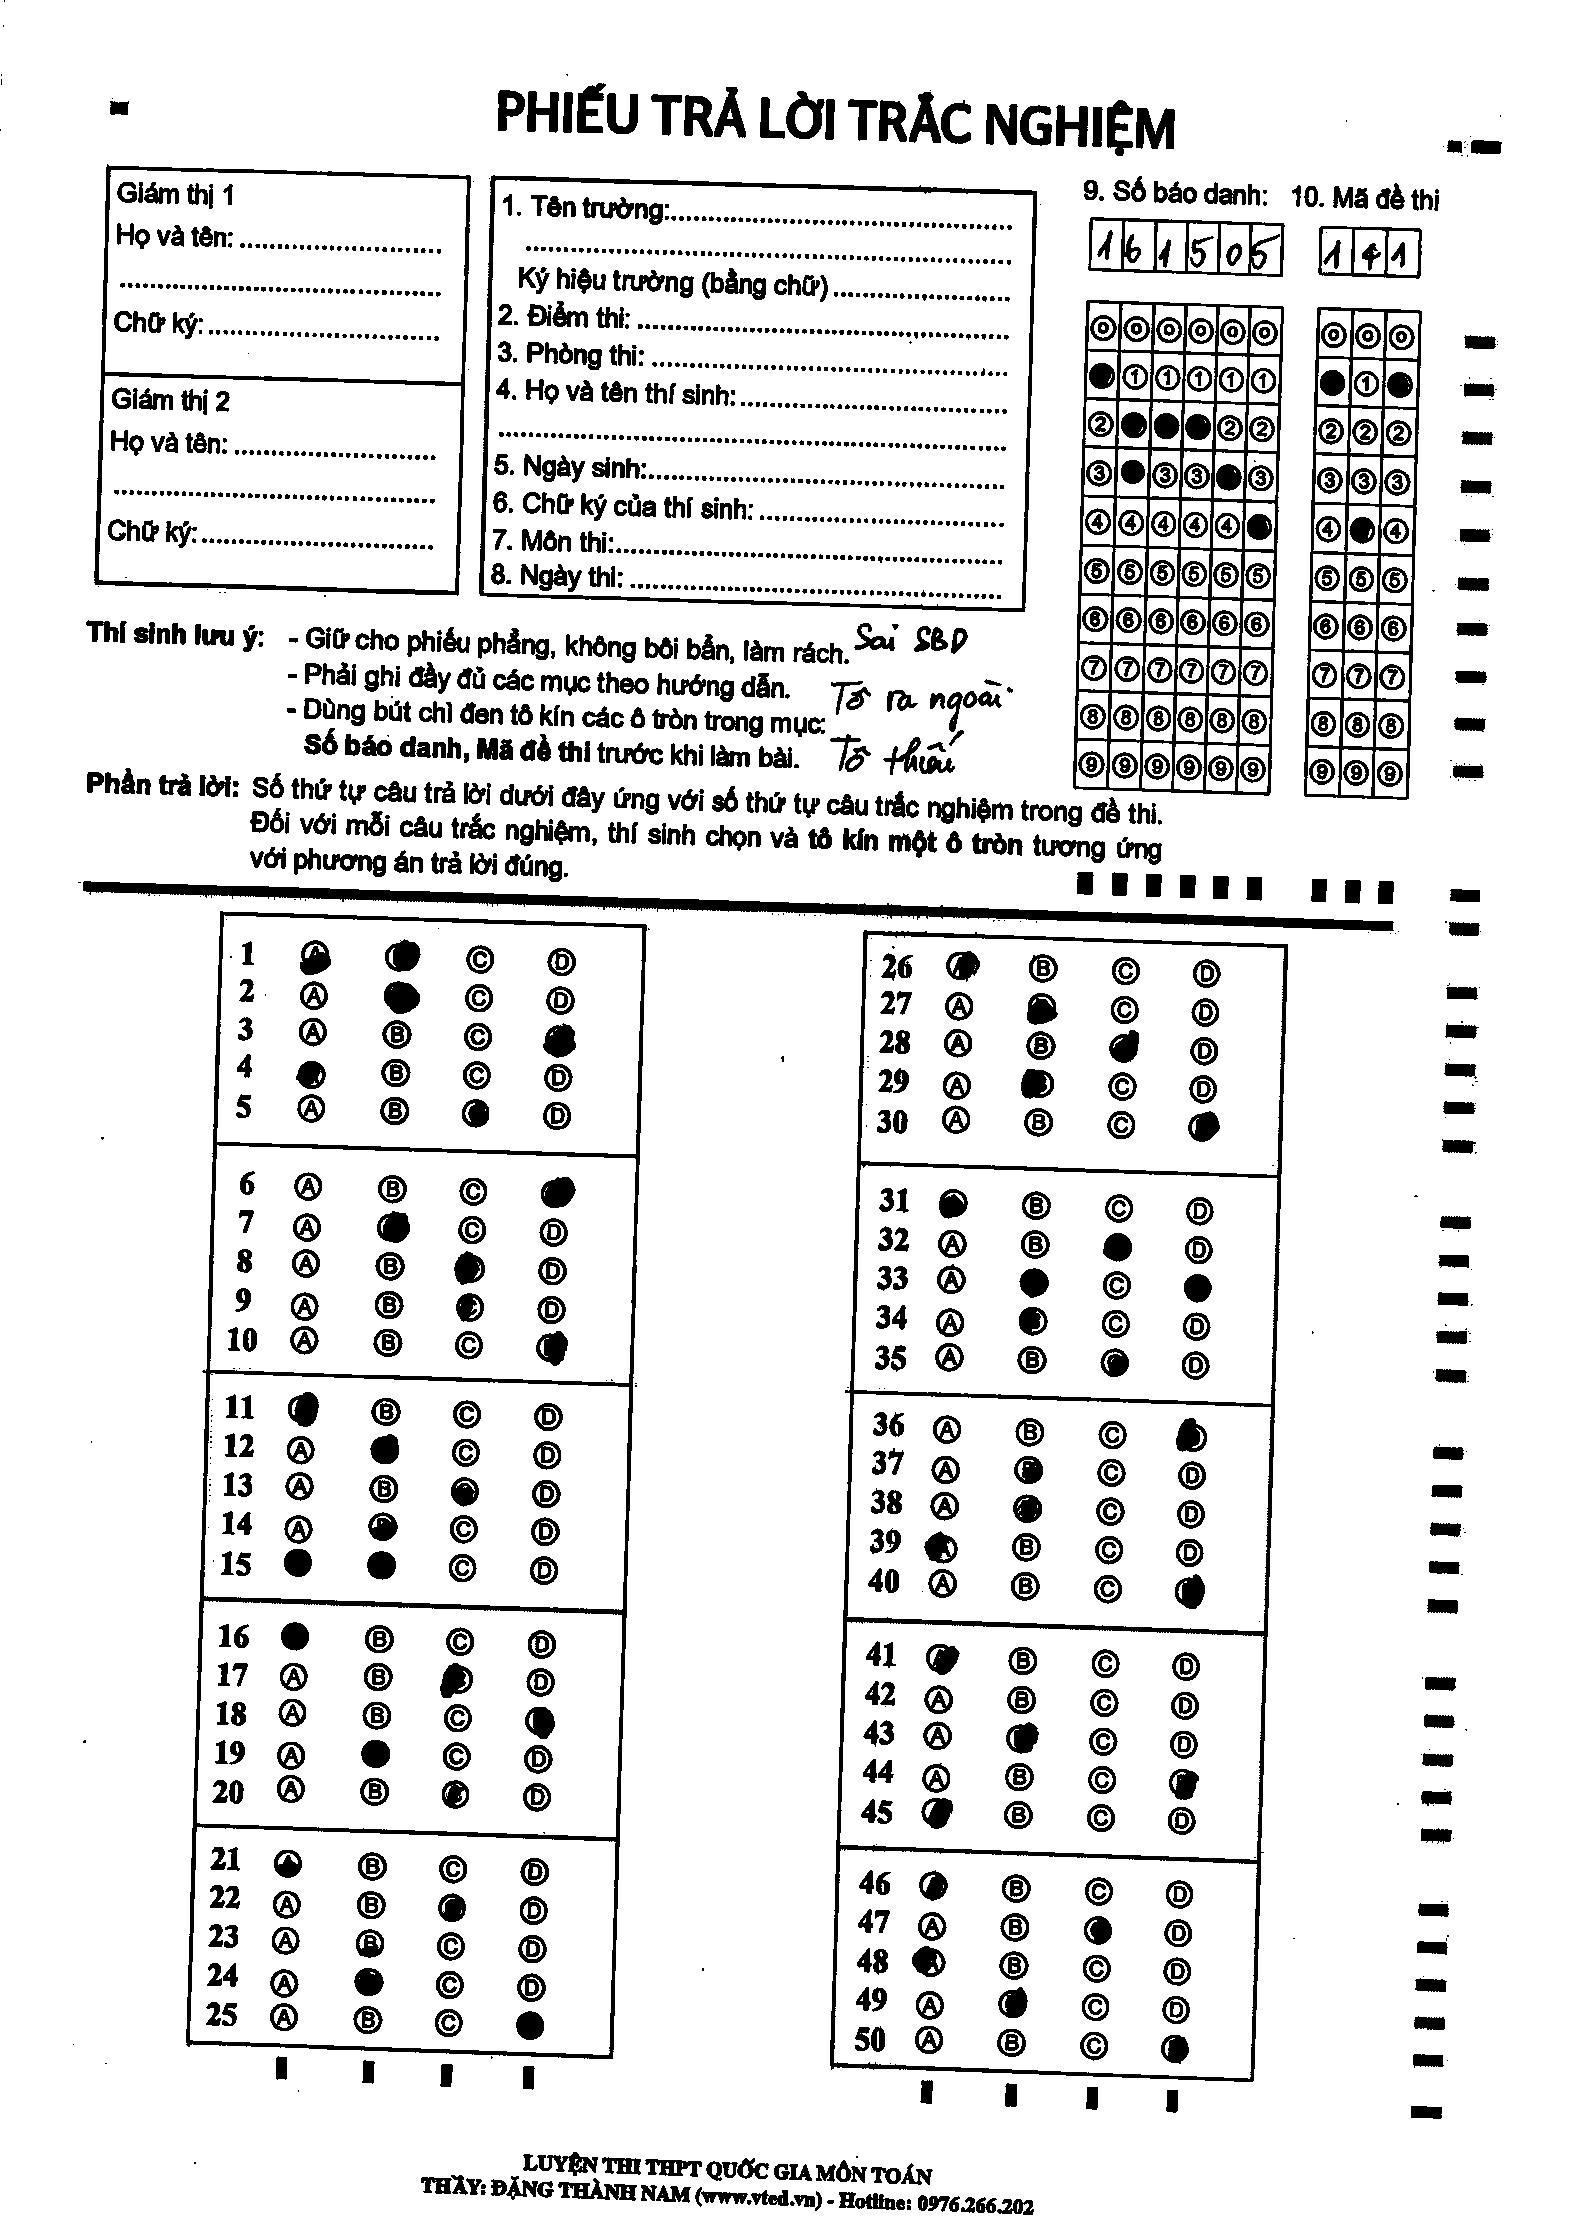 PHIẾU TRẢ LỜI TRẮC NGHIỆM
Giám thị 1
Họ và tên: ................................
................................
Chữ ký: ................................
Giám thị 2
Họ và tên: ................................
................................
Chữ ký: ................................
1. Tên trường: ................................
................................
Ký hiệu trường (bằng chữ) ................................
2. Điểm thi: ................................
3. Phòng thi: ................................
4. Họ và tên thí sinh: ................................
................................
5. Ngày sinh: ................................
6. Chữ ký của thí sinh: ................................
7. Môn thi: ................................
8. Ngày thi: ................................
9. Số báo danh: 10. Mã đề thi
1 6 1 5 0 5 1 4 1
0 0 0 0 0 0 0 0 0
1 1 1 1 1 1
2 2 2 2 2
3 3 3 3 3 3 3
4 4 4 4 4 4 4
5 5 5 5 5 5 5 5 5
6 6 6 6 6 6 6 6 6
7 7 7 7 7 7 7 7 7
8 8 8 8 8 8 8 8 8
9 9 9 9 9 9 9 9 9
Thí sinh lưu ý: - Giữ cho phiếu phẳng, không bôi bẩn, làm rách. Sai SBD
- Phải ghi đầy đủ các mục theo hướng dẫn. Tô ra ngoài
- Dùng bút chì đen tô kín các ô tròn trong mục:
Số báo danh, Mã đề thi trước khi làm bài. Tô thiếu
Phần trả lời: Số thứ tự câu trả lời dưới đây ứng với số thứ tự câu trắc nghiệm trong đề thi.
Đối với mỗi câu trắc nghiệm, thí sinh chọn và tô kín một ô tròn tương ứng
với phương án trả lời đúng.
1 A C D
2 A C D
3 A B C
4 B C D
5 A B D
6 A B C
7 A C D
8 A B D
9 A B D
10 A B C
11 B C D
12 A C D
13 A B D
14 A C D
15 C D
16 B C D
17 A B D
18 A B C
19 A C D
20 A B D
21 A B C D
22 A B D
23 A B C D
24 A C D
25 A B C
26 A B C D
27 A C D
28 A B D
29 A C D
30 A B C
31 B C D
32 A B D
33 A C
34 A C D
35 A B D
36 A B C
37 A C D
38 A C D
39 A B C D
40 A B C
41 B C D
42 A B C D
43 A C D
44 A B C
45 B C D
46 B C D
47 A B D
48 A B C D
49 A C D
50 A B C
LUYỆN THI THPT QUỐC GIA MÔN TOÁN
THẦY: ĐẶNG THÀNH NAM (www.vted.vn) - Hotline: 0976.266.202